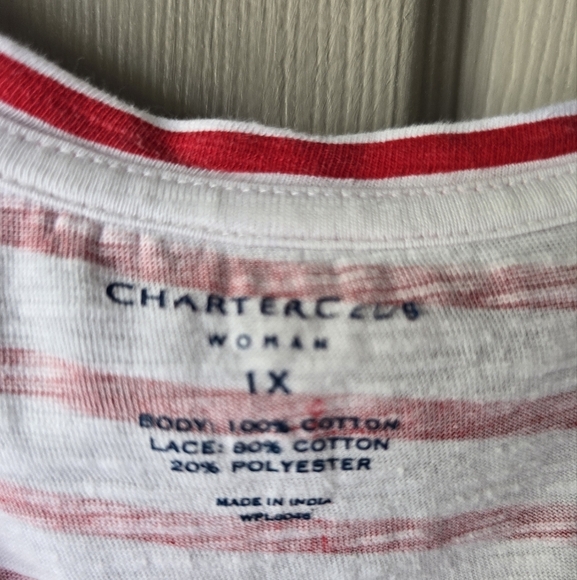 CHARTER CLUB
WOMAN
1X
BODY: 100% COTTON
LACE: 80% COTTON
20% POLYESTER
MADE IN INDIA